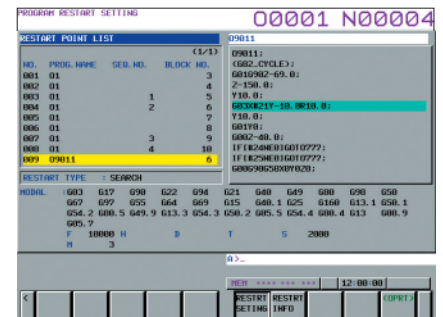 PROGRAM RESTART SETTING
O0001 N00004
RESTART POINT LIST
(1/1)
NO. PROG.NAME SEQ.NO. BLOCK NO.
001 O1 3
002 O1 4
003 O1 1 5
004 O1 2 6
005 O1 7
006 O1 8
007 O1 3 9
008 O1 4 10
009 O9011 6
O9011
O9011;
(G82_CYCLE);
G01G90Z-69.0;
Z-150.0;
Y10.0;
G03X#21Y-10.0R10.0;
Y10.0;
G01Y0;
G00Z-40.0;
IF[#24NE0]GOTO777;
IF[#25NE0]GOTO777;
G00G90G58X0Y0Z0;
RESTART TYPE : SEARCH
MODAL : G03 G17 G90 G22 G94 G21 G40 G49 G80 G98 G50
G67 G97 G55 G64 G69 G15 G40.1 G25 G160 G13.1 G50.1
G54.2 G80.5 G49.9 G13.3 G54.3 G50.2 G05.5 G54.4 G80.4 G13 G80.9
G05.7
F 10000 H D T S 2000
M 3
A>_
MEM **** *** *** 12:00:00
< RESTRT SETING RESTRT INFO (OPRT)